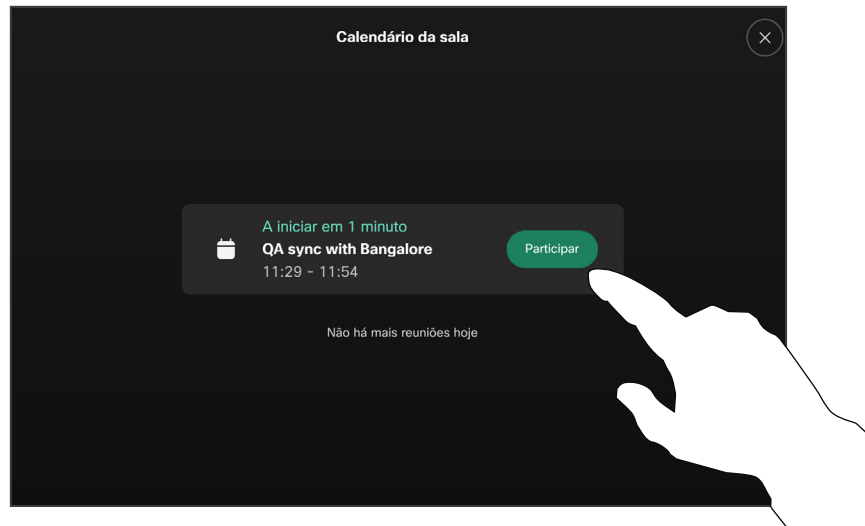 Calendário da sala
A iniciar em 1 minuto
QA sync with Bangalore
11:29 - 11:54
Participar
Não há mais reuniões hoje